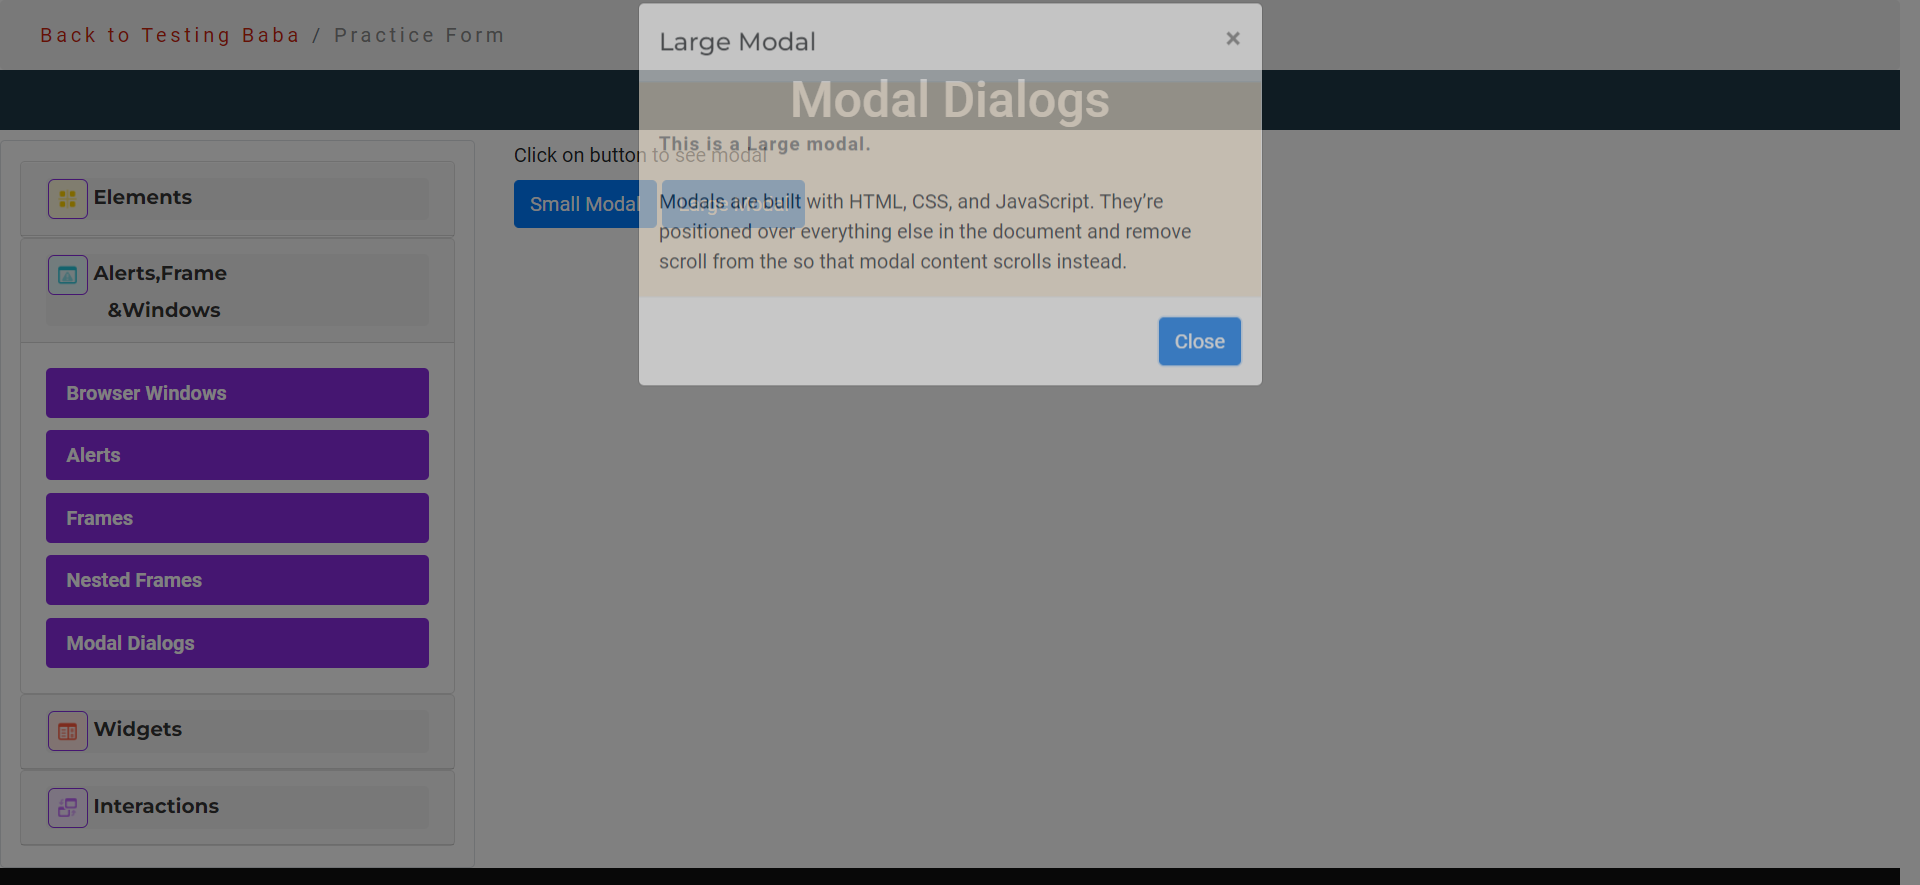 Back to Testing Baba / Practice Form
Large Modal
×
Modal Dialogs
This is a Large modal.
Click on button to see modal
Small Modal
Modals are built with HTML, CSS, and JavaScript. They’re
positioned over everything else in the document and remove
scroll from the so that modal content scrolls instead.
Close
Elements
Alerts,Frame
&Windows
Browser Windows
Alerts
Frames
Nested Frames
Modal Dialogs
Widgets
Interactions